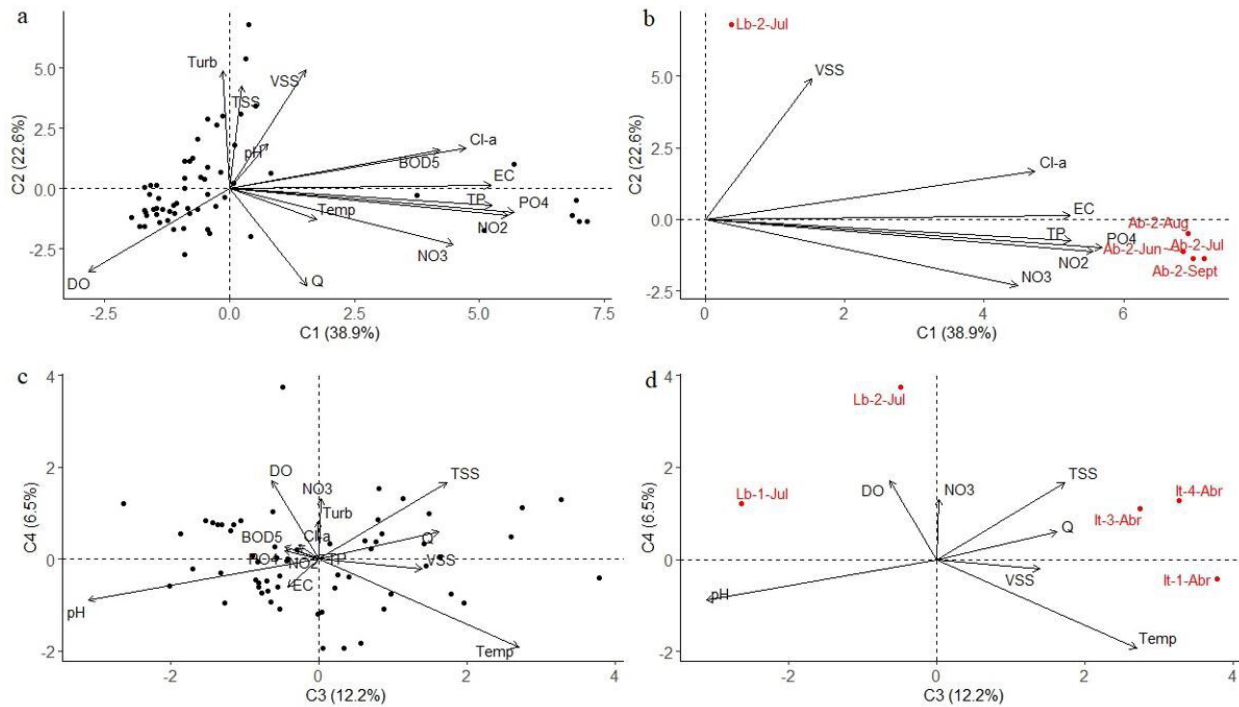 a
C2 (22.6%)
5.0
2.5
0.0
-2.5
Turb
VSS
TSS
pH
Cl-a
BOD5
EC
TP
PO4
Temp
NO2
NO3
Q
DO
-2.5
0.0
2.5
5.0
7.5
C1 (38.9%)
b
C2 (22.6%)
5.0
2.5
0.0
-2.5
Lb-2-Jul
VSS
Cl-a
EC
Ab-2-Aug
TP
PO4
Ab-2-Jul
Ab-2-Jun
NO2
NO3
Ab-2-Sept
0
2
4
6
C1 (38.9%)
c
C4 (6.5%)
4
2
0
-2
DO
TSS
NO3
Turb
Q
BOD5
Cl-a
PO4
NO2
TP
VSS
EC
pH
Temp
-2
0
2
4
C3 (12.2%)
d
C4 (6.5%)
4
2
0
-2
Lb-2-Jul
Lb-1-Jul
DO
NO3
TSS
It-4-Abr
It-3-Abr
Q
VSS
It-1-Abr
pH
Temp
-2
0
2
4
C3 (12.2%)